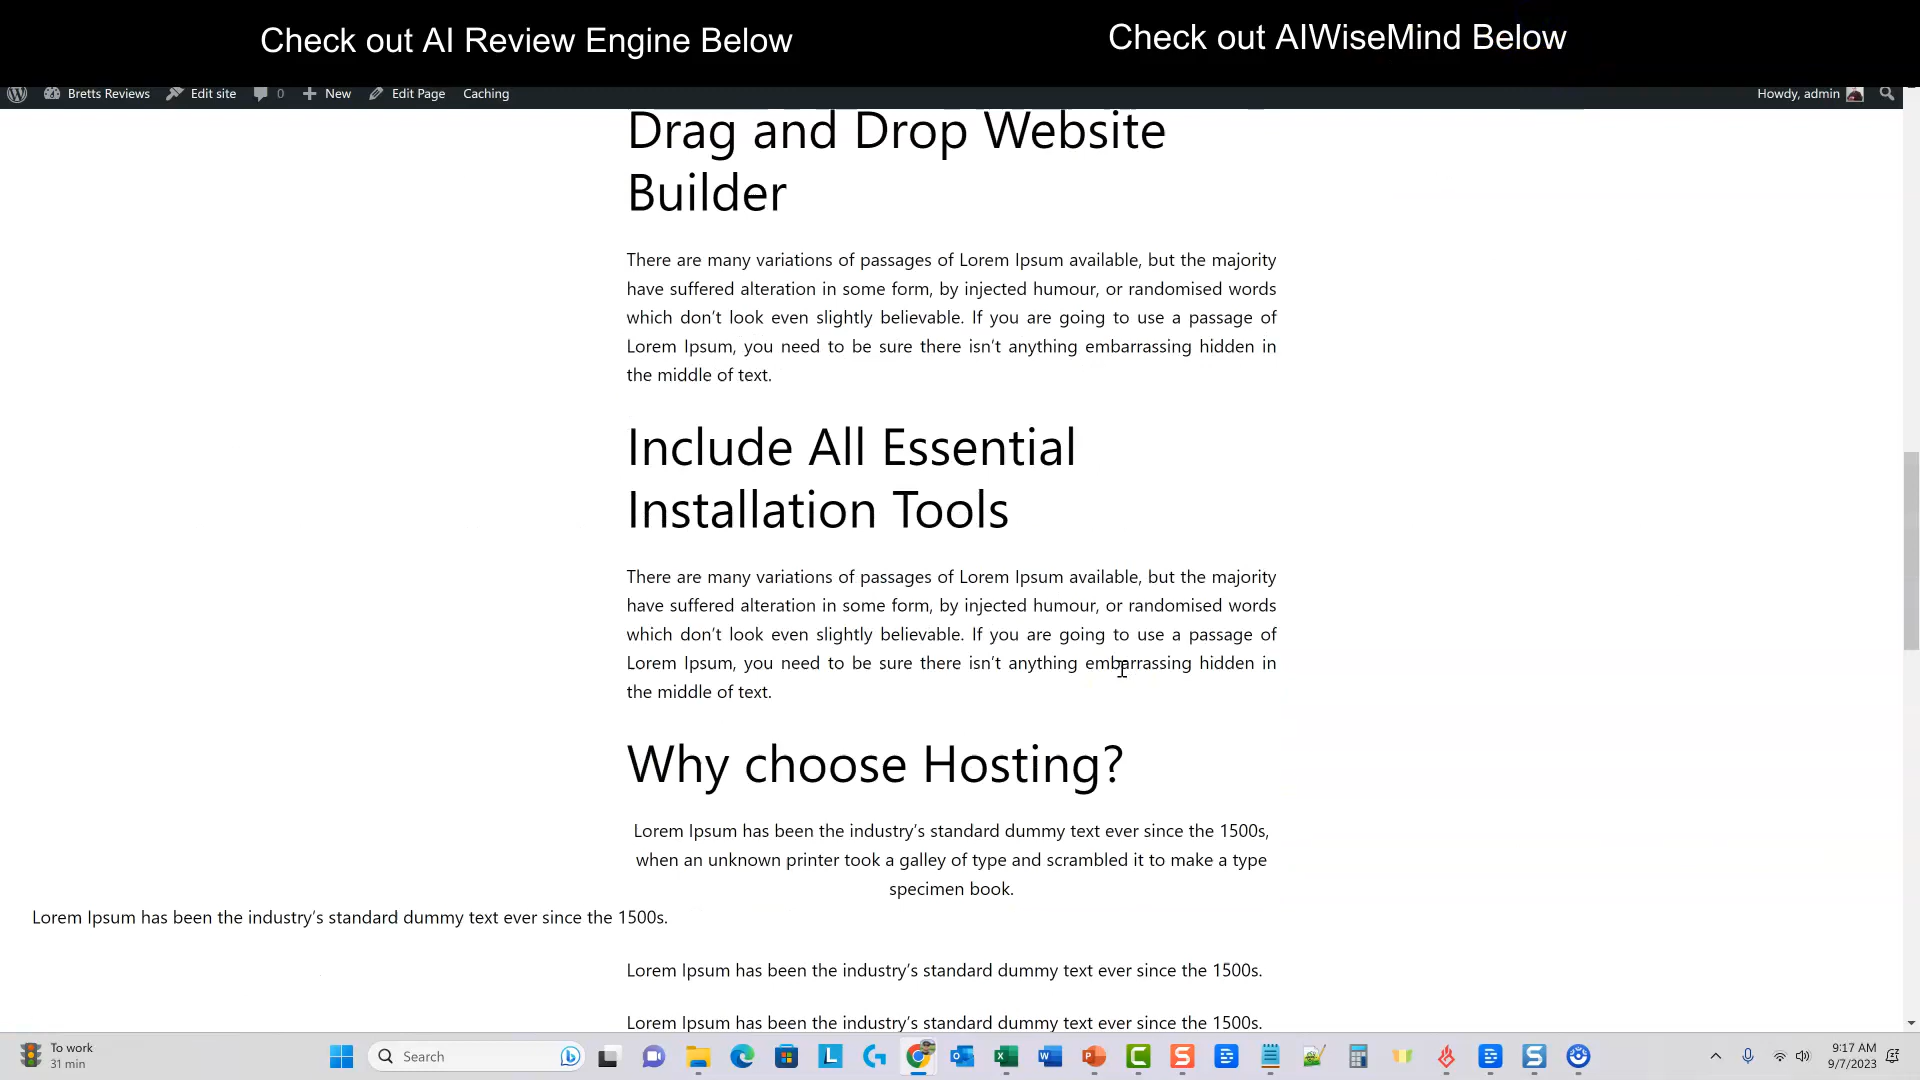 Check out AI Review Engine Below
Check out AIWiseMind Below
Bretts Reviews
Edit site
0
New
Edit Page
Caching
Howdy, admin
Drag and Drop Website
Builder
There are many variations of passages of Lorem Ipsum available, but the majority
have suffered alteration in some form, by injected humour, or randomised words
which don’t look even slightly believable. If you are going to use a passage of
Lorem Ipsum, you need to be sure there isn’t anything embarrassing hidden in
the middle of text.
Include All Essential
Installation Tools
There are many variations of passages of Lorem Ipsum available, but the majority
have suffered alteration in some form, by injected humour, or randomised words
which don’t look even slightly believable. If you are going to use a passage of
Lorem Ipsum, you need to be sure there isn’t anything embarrassing hidden in
the middle of text.
Why choose Hosting?
Lorem Ipsum has been the industry’s standard dummy text ever since the 1500s,
when an unknown printer took a galley of type and scrambled it to make a type
specimen book.
Lorem Ipsum has been the industry’s standard dummy text ever since the 1500s.
Lorem Ipsum has been the industry’s standard dummy text ever since the 1500s.
Lorem Ipsum has been the industry’s standard dummy text ever since the 1500s.
To work
31 min
Search
9:17 AM
9/7/2023